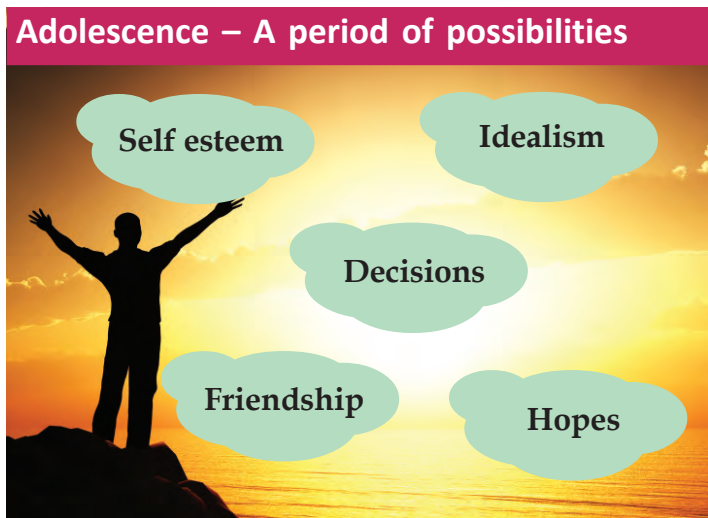 Adolescence – A period of possibilities
Self esteem
Idealism
Decisions
Friendship
Hopes